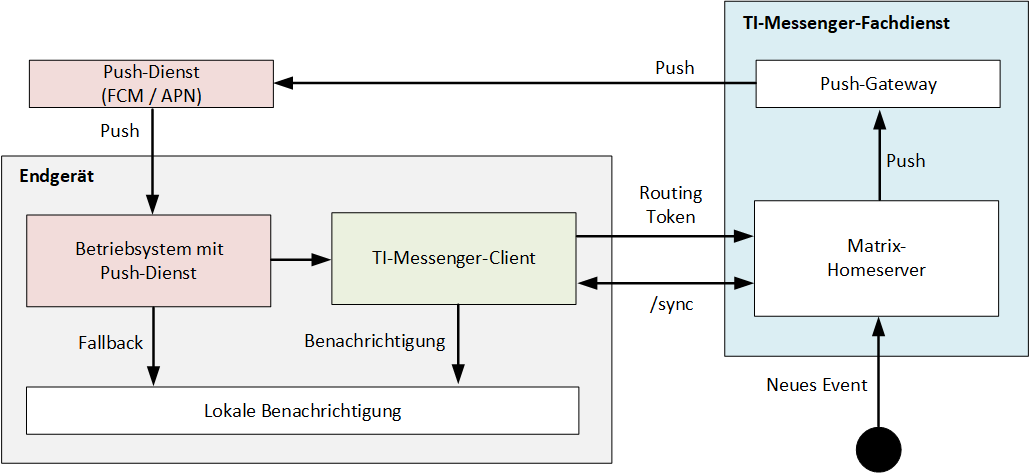 TI-Messenger-Fachdienst
Push-Dienst
(FCM / APN)
Push
Push-Gateway
Push
Push
Endgerät
Routing
Token
Betriebsystem mit
Push-Dienst
TI-Messenger-Client
Matrix-
Homeserver
/sync
Fallback
Benachrichtigung
Neues Event
Lokale Benachrichtigung